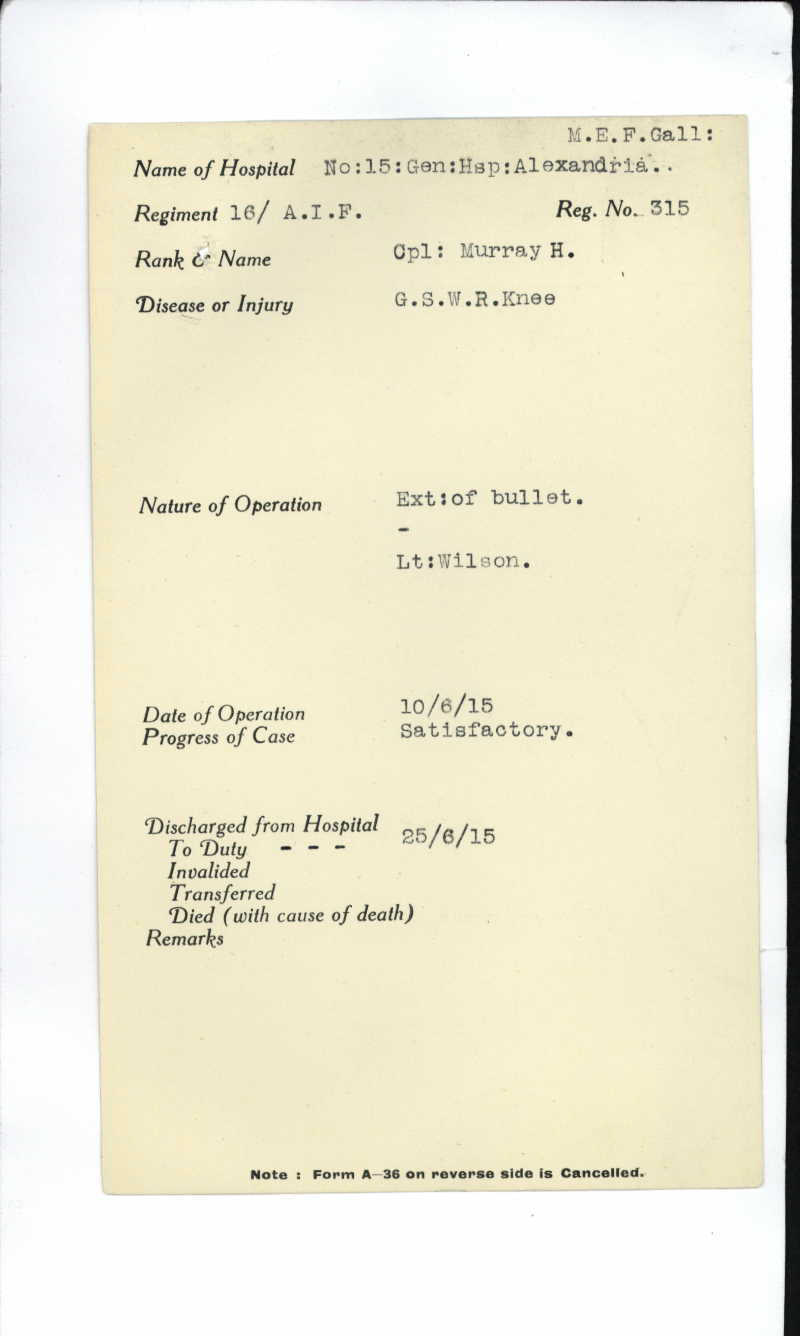 M.E.F.Gall:
Name of Hospital No:15:Gen:Hsp:Alexandria..
Regiment 16/ A.I.F. Reg. No. 315
Rank & Name Cpl: Murray H.
Disease or Injury G.S.W.R.Knee
Nature of Operation Ext:of bullet.
-
Lt:Wilson.
Date of Operation 10/6/15
Progress of Case Satisfactory.
Discharged from Hospital 25/6/15
To Duty - - -
Invalided
Transferred
Died (with cause of death)
Remarks
Note : Form A—36 on reverse side is Cancelled.